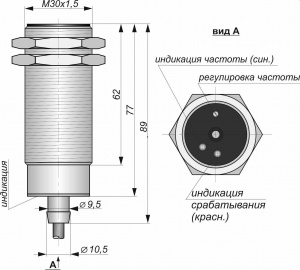 M30x1,5
вид А
индикация частоты (син.)
регулировка частоты
62
77
89
индикация
⌀9,5
индикация
срабатывания
(красн.)
А
⌀10,5